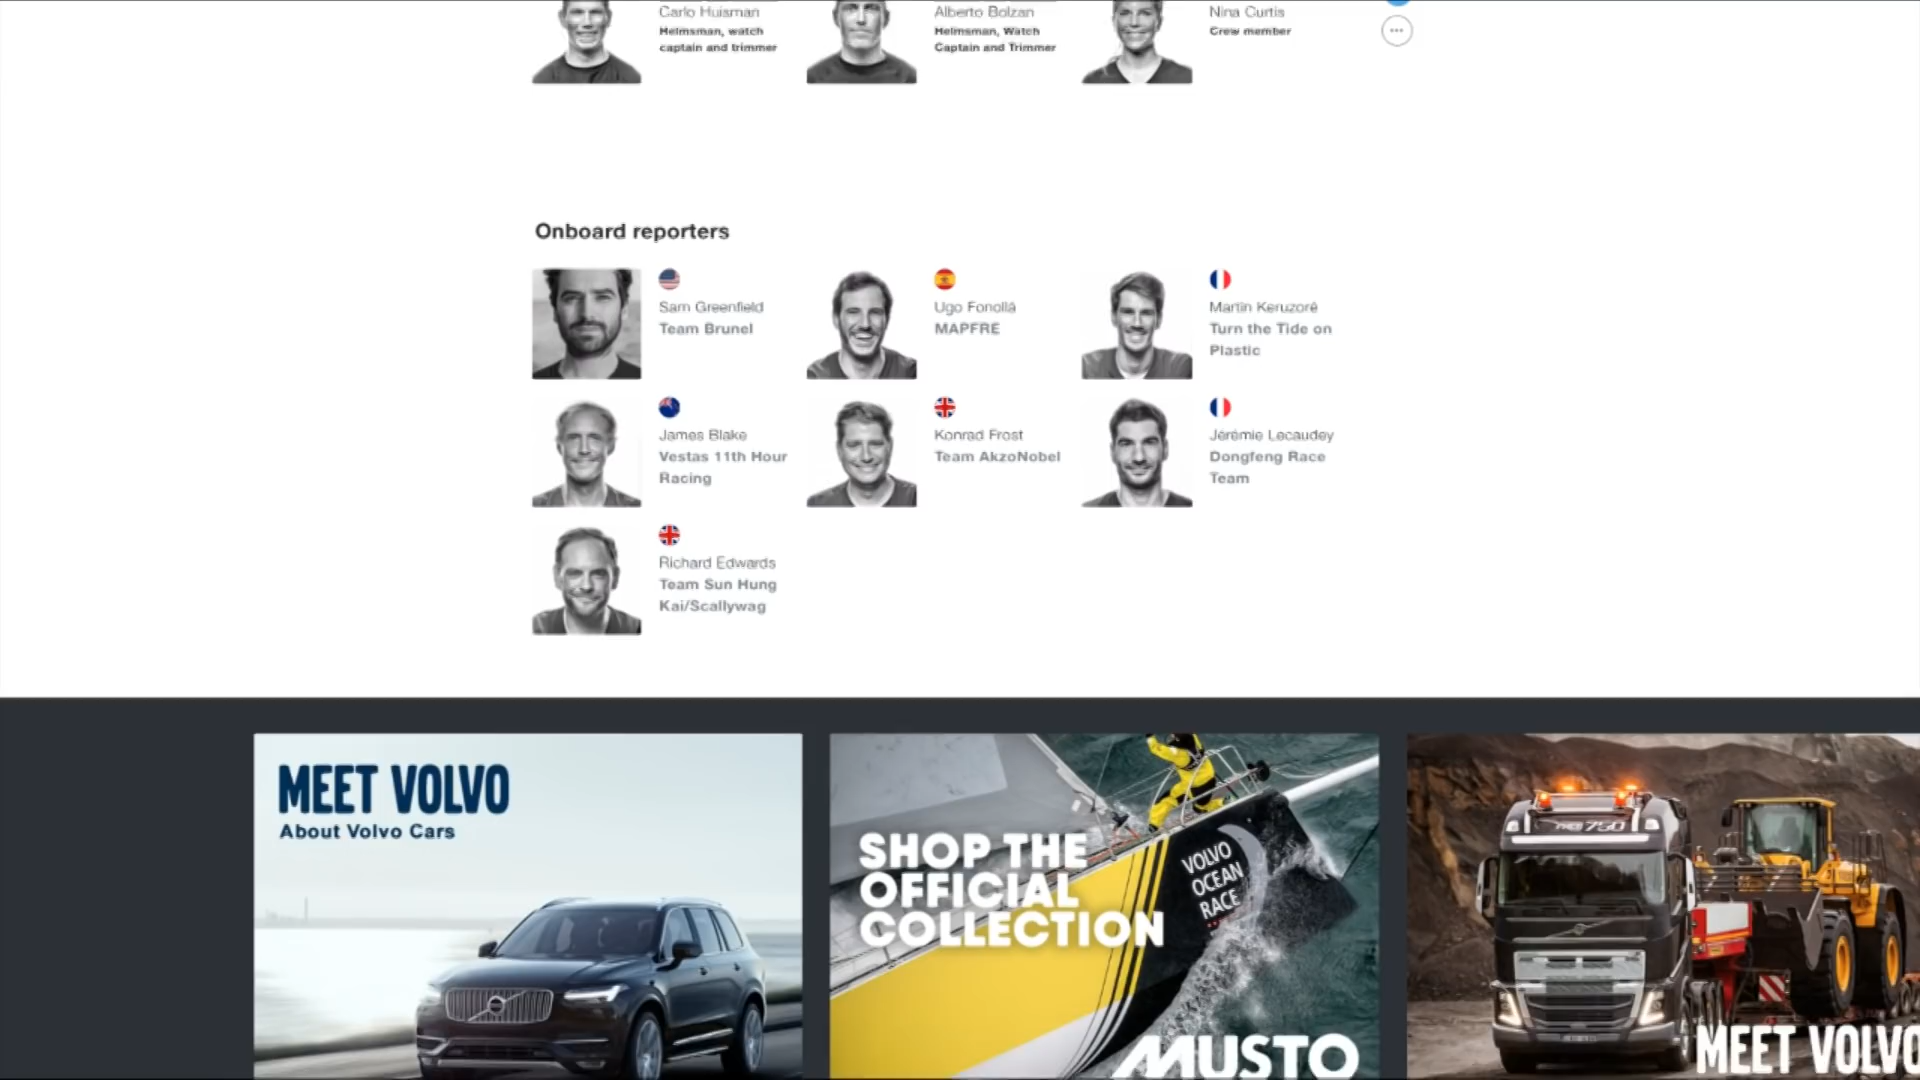 Carlo Huisman
Helmsman, watch
captain and trimmer
Alberto Bolzan
Helmsman, Watch
Captain and Trimmer
Nina Curtis
Crew member
Onboard reporters
Sam Greenfield
Team Brunel
Ugo Fonollá
MAPFRE
Martin Keruzoré
Turn the Tide on
Plastic
James Blake
Vestas 11th Hour
Racing
Konrad Frost
Team AkzoNobel
Jérémie Lecaudey
Dongfeng Race
Team
Richard Edwards
Team Sun Hung
Kai/Scallywag
MEET VOLVO
About Volvo Cars
SHOP THE
OFFICIAL
COLLECTION
VOLVO
OCEAN
RACE
MUSTO
750
MEET VOLVO